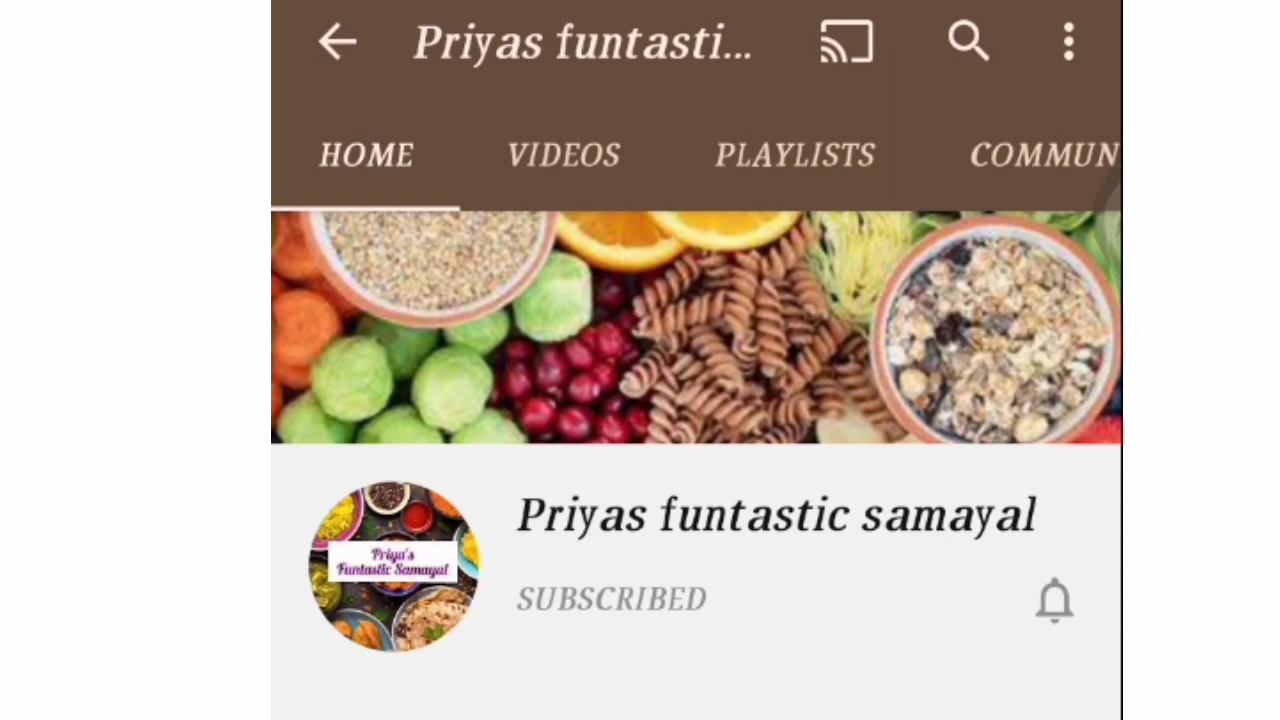 Priyas funtasti...
HOME VIDEOS PLAYLISTS COMMUN
Priyas funtastic samayal
Priya's
Funtastic Samayal
SUBSCRIBED